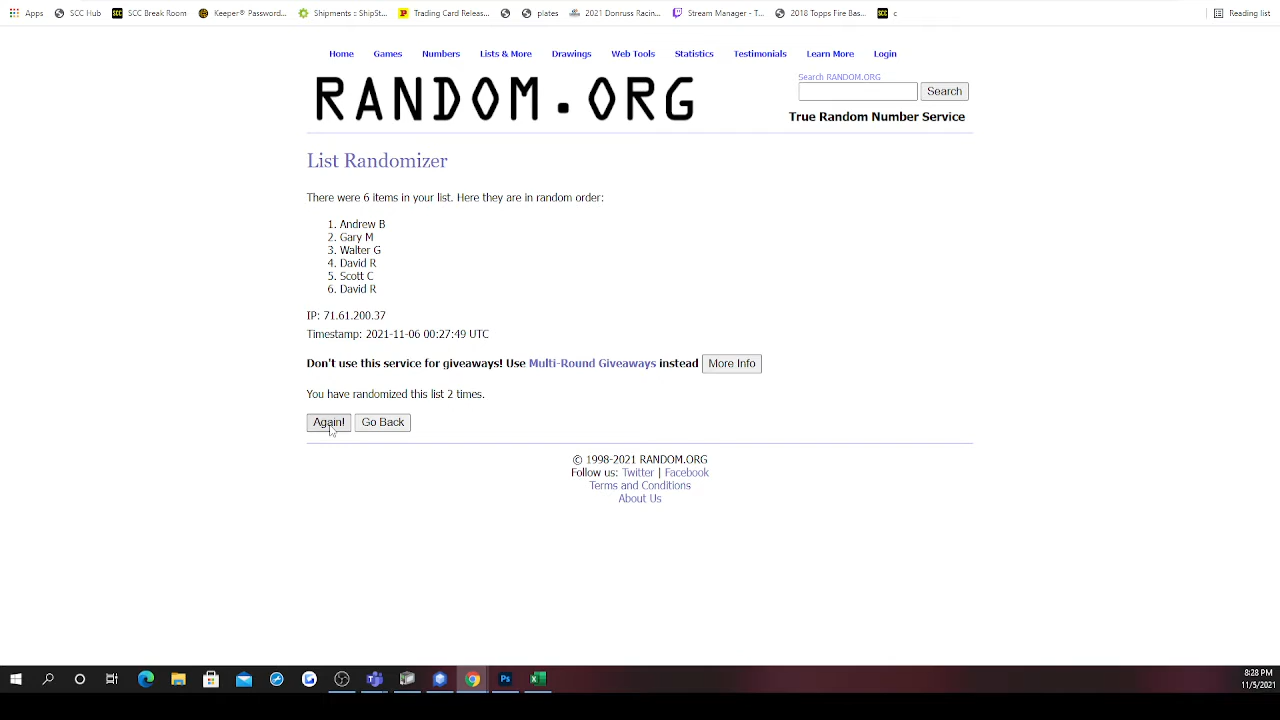 Apps SCC Hub SCC Break Room Keeper® Password... Shipments :: ShipSt... Trading Card Releas... plates 2021 Donruss Racin... Stream Manager - T... 2018 Topps Fire Bas... c Reading list
Home Games Numbers Lists & More Drawings Web Tools Statistics Testimonials Learn More Login
RANDOM.ORG
Search RANDOM.ORG
Search
True Random Number Service
List Randomizer
There were 6 items in your list. Here they are in random order:
1. Andrew B
2. Gary M
3. Walter G
4. David R
5. Scott C
6. David R
IP: 71.61.200.37
Timestamp: 2021-11-06 00:27:49 UTC
Don't use this service for giveaways! Use Multi-Round Giveaways instead More Info
You have randomized this list 2 times.
Again! Go Back
© 1998-2021 RANDOM.ORG
Follow us: Twitter | Facebook
Terms and Conditions
About Us
8:28 PM
11/5/2021